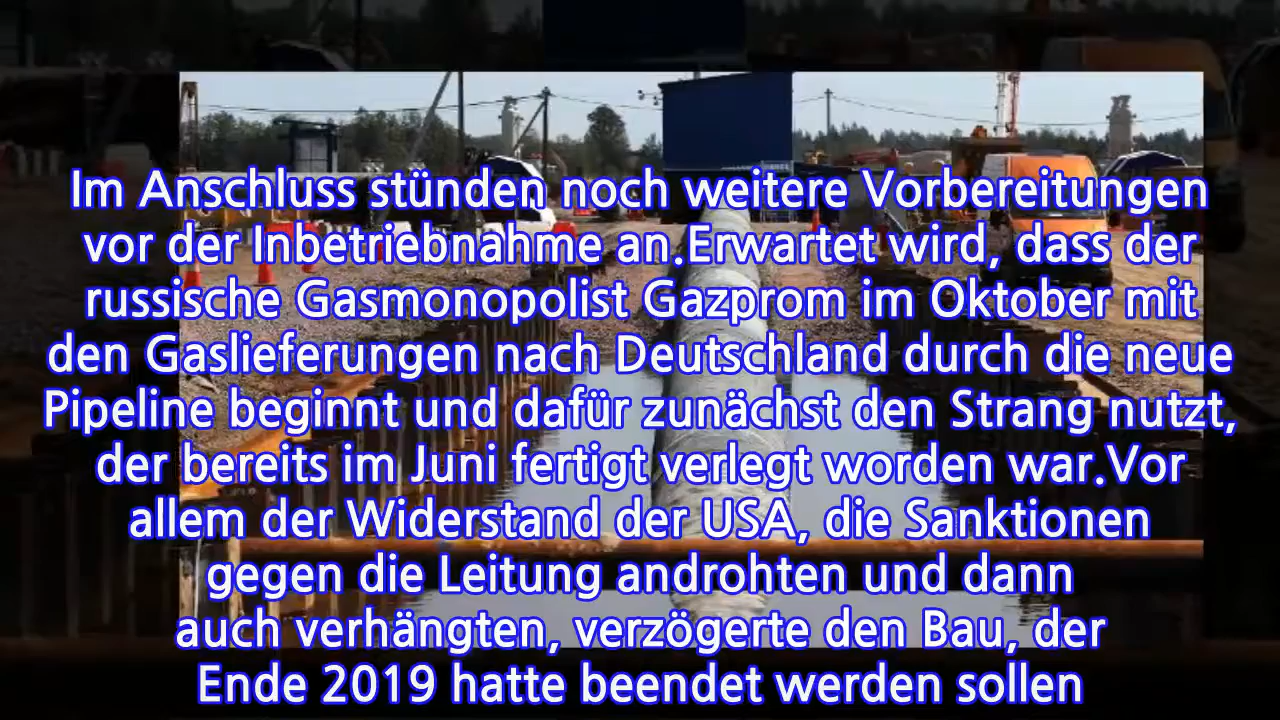 Im Anschluss stünden noch weitere Vorbereitungen
vor der Inbetriebnahme an.Erwartet wird, dass der
russische Gasmonopolist Gazprom im Oktober mit
den Gaslieferungen nach Deutschland durch die neue
Pipeline beginnt und dafür zunächst den Strang nutzt,
der bereits im Juni fertigt verlegt worden war.Vor
allem der Widerstand der USA, die Sanktionen
gegen die Leitung androhten und dann
auch verhängten, verzögerte den Bau, der
Ende 2019 hatte beendet werden sollen